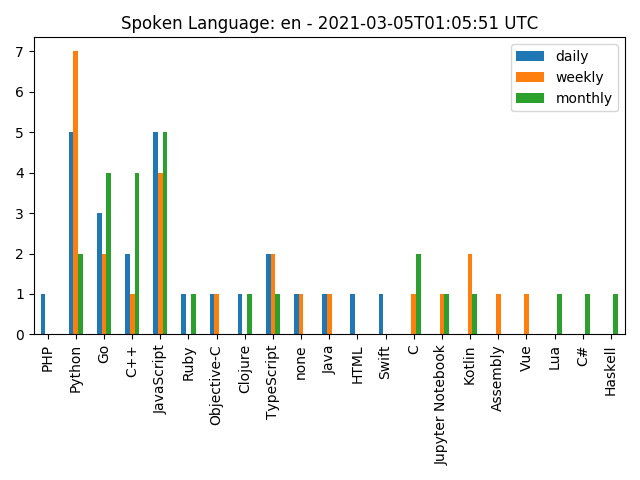 Spoken Language: en - 2021-03-05T01:05:51 UTC
daily
weekly
monthly
7
6
5
4
3
2
1
0
PHP
Python
Go
C++
JavaScript
Ruby
Objective-C
Clojure
TypeScript
none
Java
HTML
Swift
C
Jupyter Notebook
Kotlin
Assembly
Vue
Lua
C#
Haskell